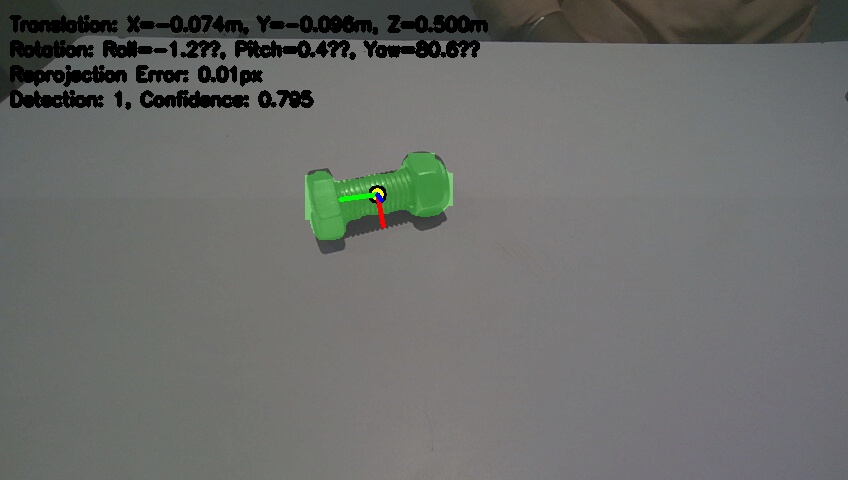 Translation: X=-0.074m, Y=-0.096m, Z=0.500m
Rotation: Roll=-1.2??, Pitch=0.4??, Yaw=80.6??
Reprojection Error: 0.01px
Detection: 1, Confidence: 0.795